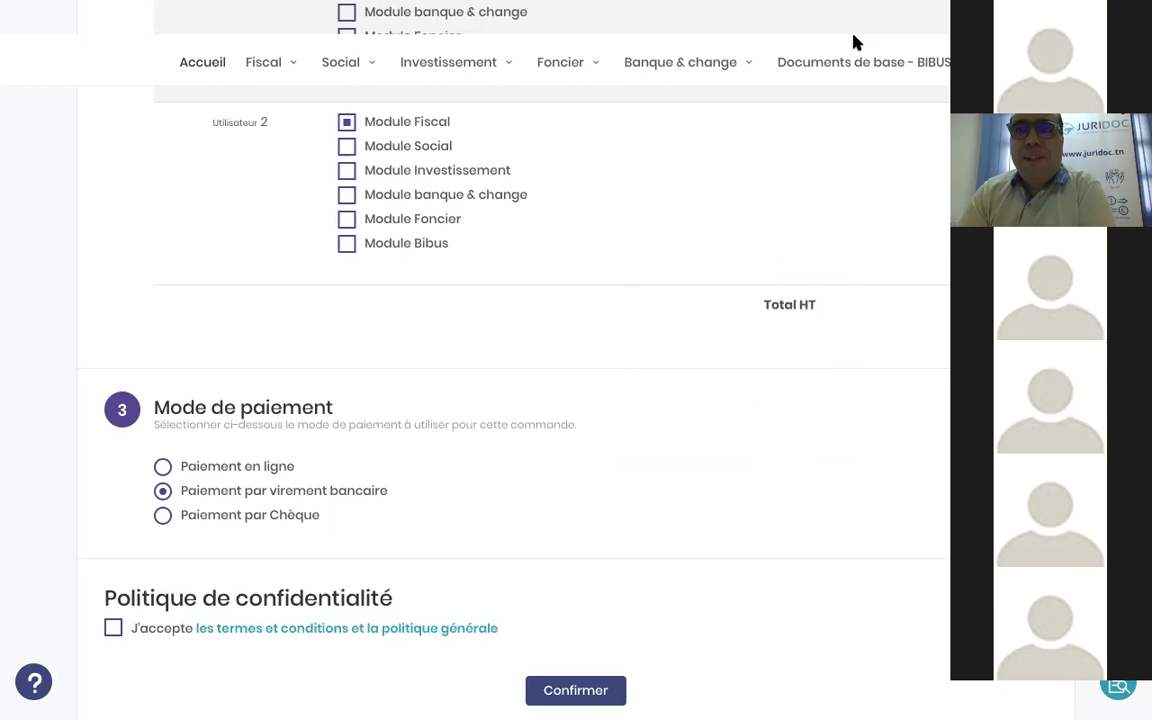 Module banque & change
Module Foncier
Accueil Fiscal Social Investissement Foncier Banque & change Documents de base - BIBUS
Utilisateur 2
Module Fiscal
Module Social
Module Investissement
Module banque & change
Module Foncier
Module Bibus
Total HT
3
Mode de paiement
Sélectionner ci-dessous le mode de paiement à utiliser pour cette commande.
Paiement en ligne
Paiement par virement bancaire
Paiement par Chèque
Politique de confidentialité
J'accepte les termes et conditions et la politique générale
?
Confirmer
JURIDOC
www.juridoc.tn